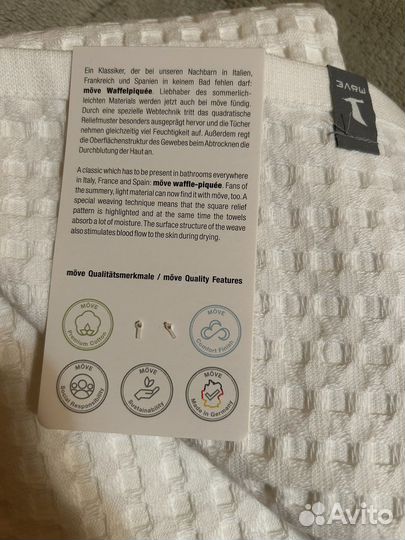 Ein Klassiker, der bei unseren Nachbarn in Italien,
Frankreich und Spanien in keinem Bad fehlen darf:
möve Waffelpiquée. Liebhaber des sommerlich-
leichten Materials werden jetzt auch bei möve fündig.
Durch eine spezielle Webtechnik tritt das quadratische
Reliefmuster besonders ausgeprägt hervor und die Tücher
nehmen gleichzeitig viel Feuchtigkeit auf. Außerdem regt
die Oberflächenstruktur des Gewebes beim Abtrocknen die
Durchblutung der Haut an.
A classic which has to be present in bathrooms everywhere
in Italy, France and Spain: möve waffle-piquée. Fans of
the summery, light material can now find it with möve, too. A
special weaving technique means that the square relief
pattern is highlighted and at the same time the towels
absorb a lot of moisture. The surface structure of the weave
also stimulates blood flow to the skin during drying.
möve Qualitätsmerkmale / möve Quality Features
MÖVE
Premium Cotton
MÖVE
Comfort Finish
MÖVE
Social Responsibility
MÖVE
Sustainability
MÖVE
Made in Germany
MÖVE
Avito